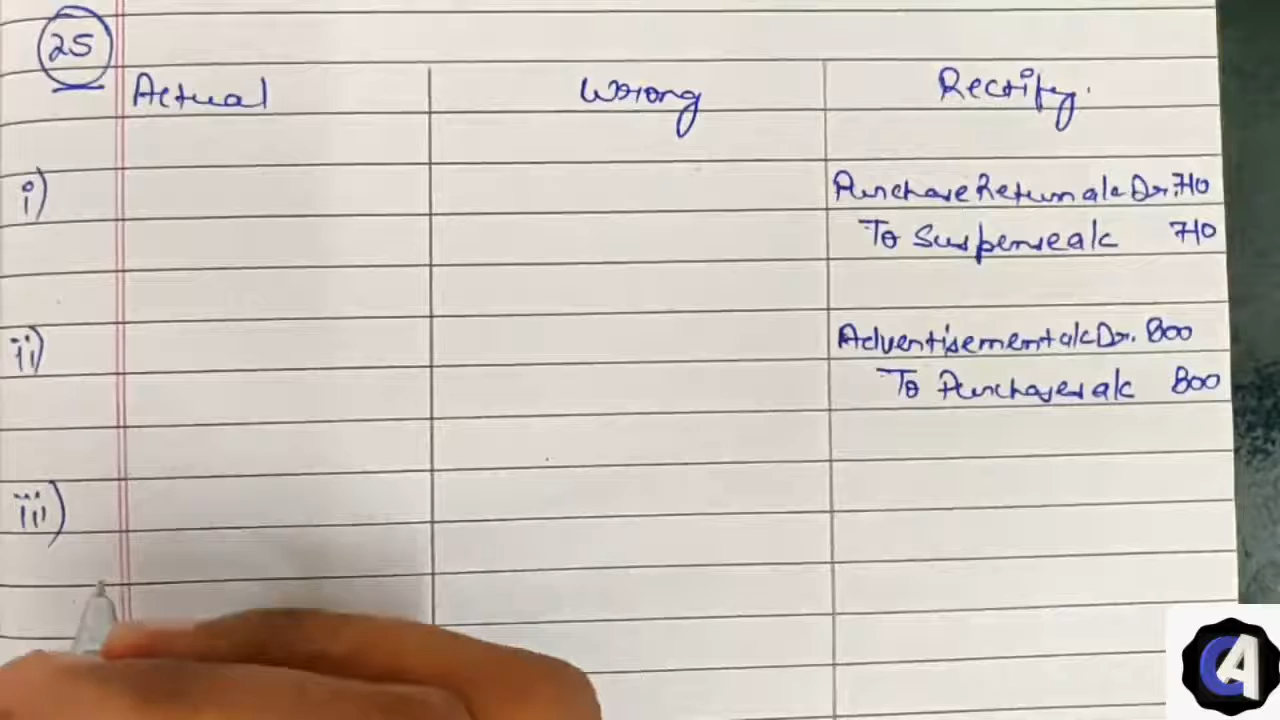 25
Actual Wrong Rectify.
i) Purchase Return a/c Dr. 710
To Suspense a/c 710
ii) Advertisement a/c Dr. 800
To Purchases a/c 800
iii)
CA